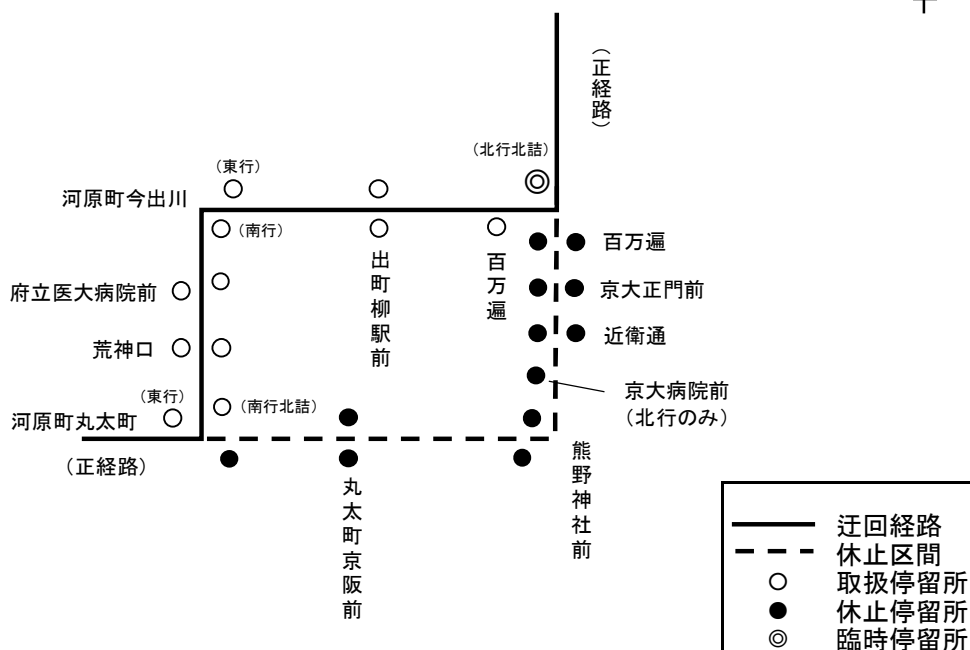 (正経路)
(北行北詰)
(東行)
河原町今出川
(南行)
百万遍
出町柳駅前
百万遍
府立医大病院前
京大正門前
荒神口
近衛通
京大病院前
(北行のみ)
(東行)
(南行北詰)
河原町丸太町
(正経路)
熊野神社前
丸太町京阪前
迂回経路
休止区間
取扱停留所
休止停留所
臨時停留所